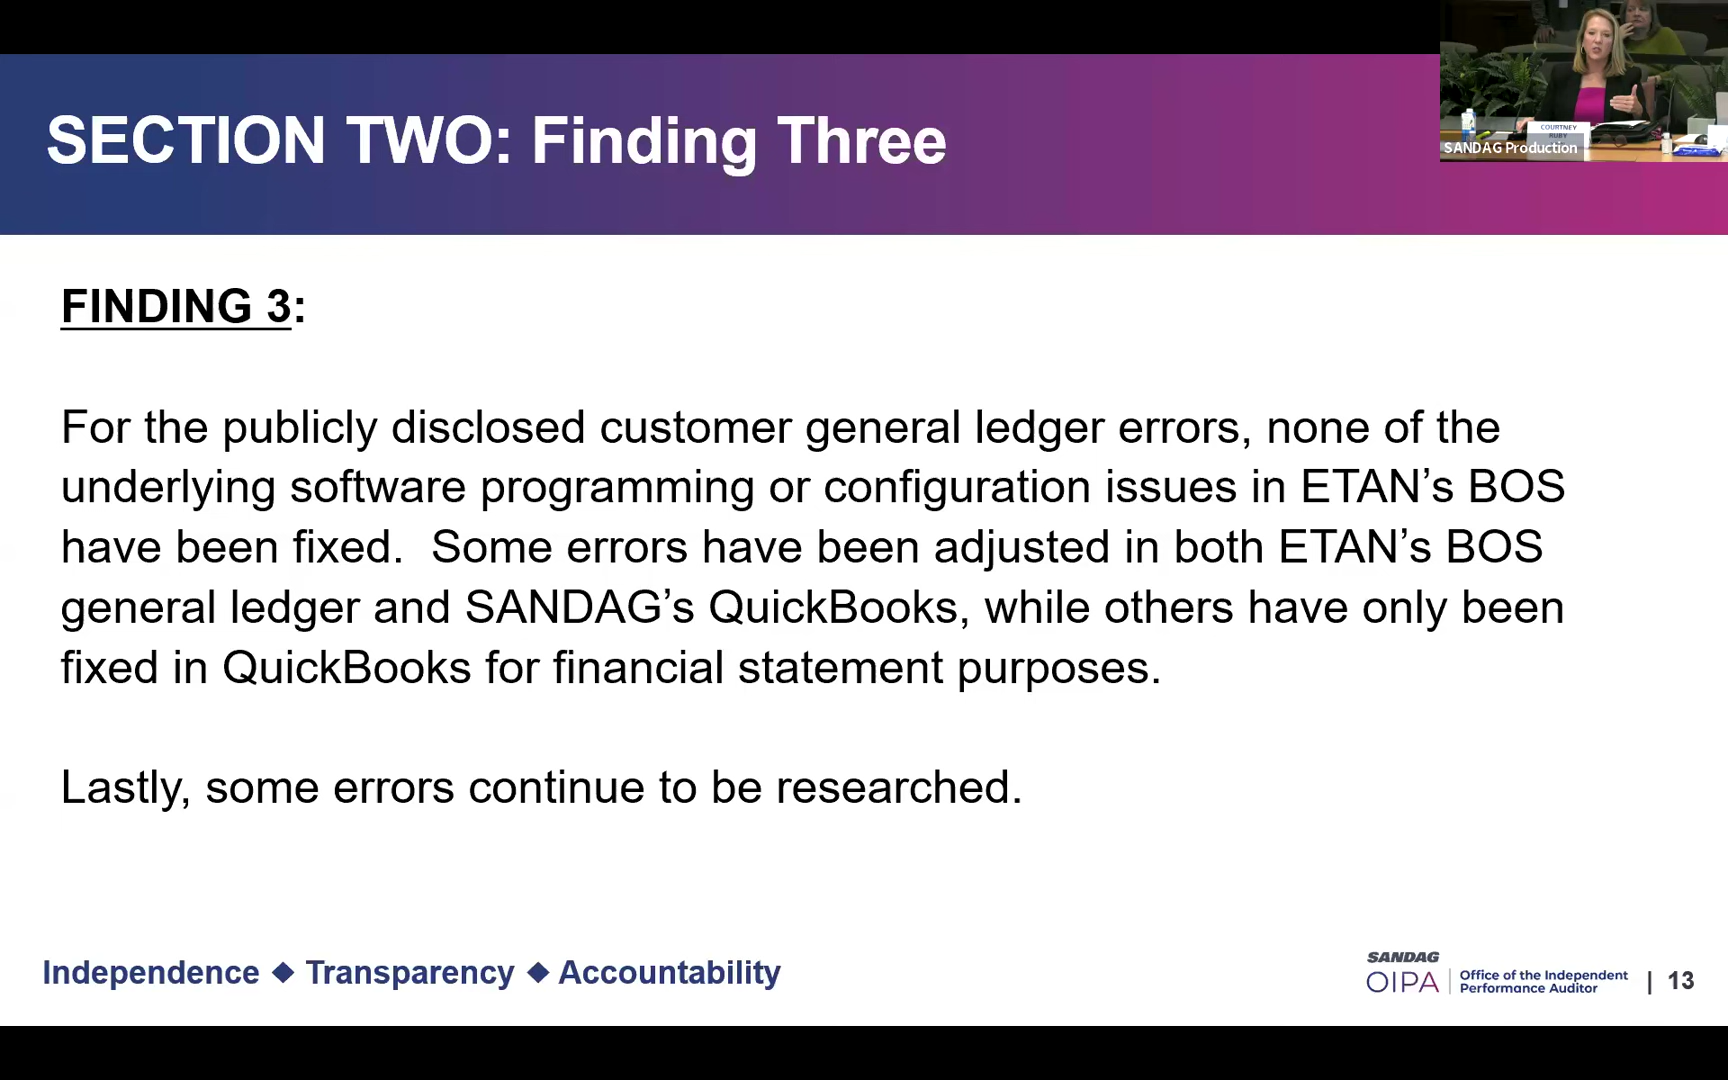 SECTION TWO: Finding Three
COURTNEY
RUBY
SANDAG Production
FINDING 3:
For the publicly disclosed customer general ledger errors, none of the
underlying software programming or configuration issues in ETAN’s BOS
have been fixed.  Some errors have been adjusted in both ETAN’s BOS
general ledger and SANDAG’s QuickBooks, while others have only been
fixed in QuickBooks for financial statement purposes.
Lastly, some errors continue to be researched.
Independence ◆ Transparency ◆ Accountability
SANDAG
OIPA
Office of the Independent
Performance Auditor
| 13